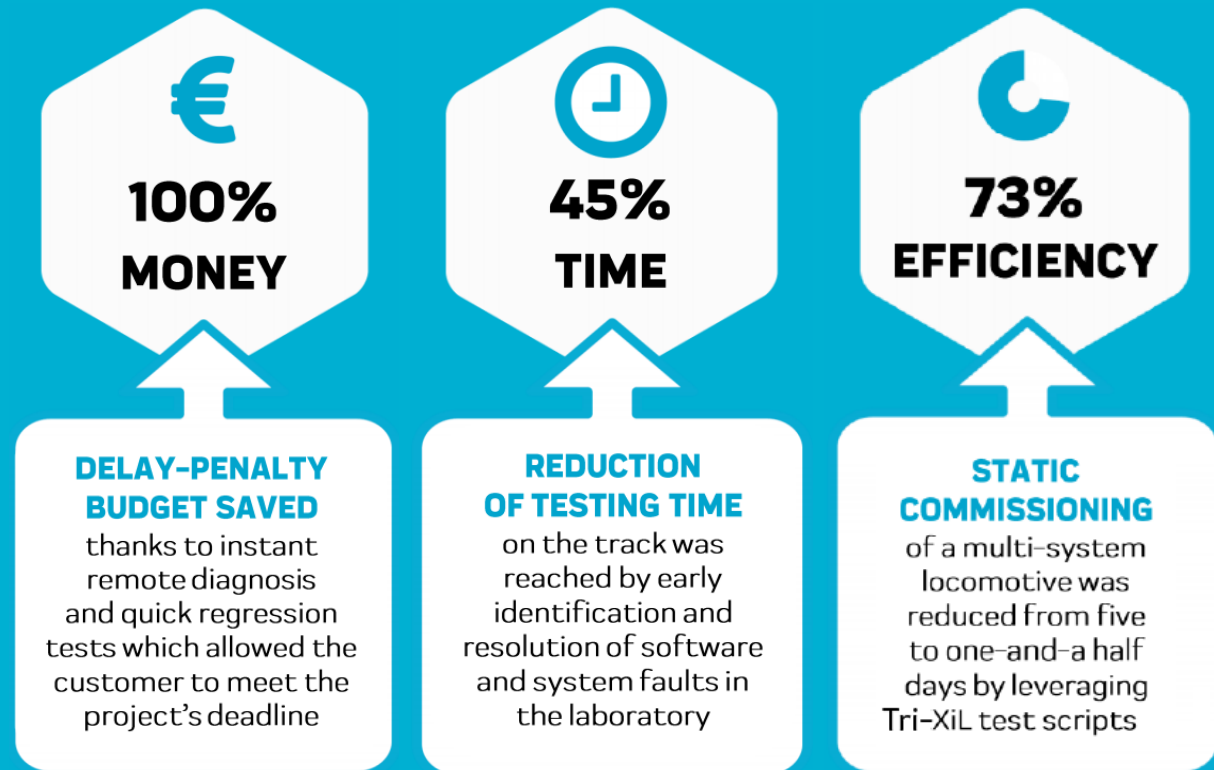 €
100%
MONEY
DELAY-PENALTY
BUDGET SAVED
thanks to instant
remote diagnosis
and quick regression
tests which allowed the
customer to meet the
project's deadline
45%
TIME
REDUCTION
OF TESTING TIME
on the track was
reached by early
identification and
resolution of software
and system faults in
the laboratory
73%
EFFICIENCY
STATIC
COMMISSIONING
of a multi-system
locomotive was
reduced from five
to one-and-a half
days by leveraging
Tri-XiL test scripts